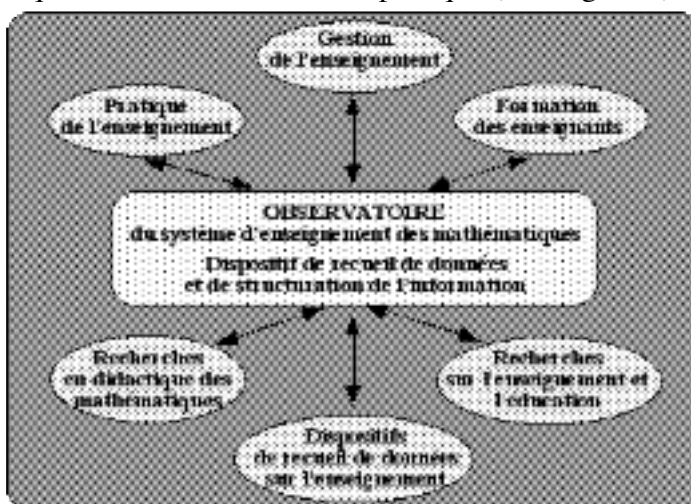 Gestion
de l'enseignement
Pratique
de l'enseignement
Formation
des enseignants
OBSERVATOIRE
du système d'enseignement des mathématiques
Dispositif de recueil de données
et de structuration de l'information
Recherches
en didactique des
mathématiques
Recherches
sur l'enseignement et
l'éducation
Dispositifs
de recueil de données
sur l'enseignement